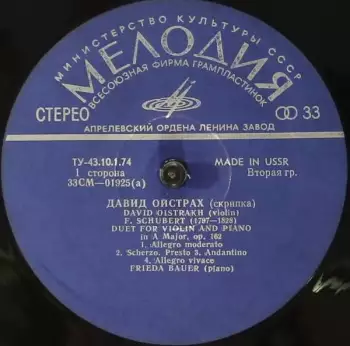 МИНИСТЕРСТВО КУЛЬТУРЫ СССР
МЕЛОДИЯ
ВСЕСОЮЗНАЯ ФИРМА ГРАМПЛАСТИНОК
СТЕРЕО
33
АПРЕЛЕВСКИЙ ОРДЕНА ЛЕНИНА ЗАВОД
ТУ-43.10.1.74 MADE IN USSR
1 сторона Вторая гр.
33СМ—01925(а)
ДАВИД ОЙСТРАХ (скрипка)
DAVID OISTRAKH (violin)
F. SCHUBERT (1797—1828)
DUET FOR VIOLIN AND PIANO
in A Major, op. 162
1. Allegro moderato
2. Scherzo. Presto 3. Andantino
4. Allegro vivace
FRIEDA BAUER (piano)